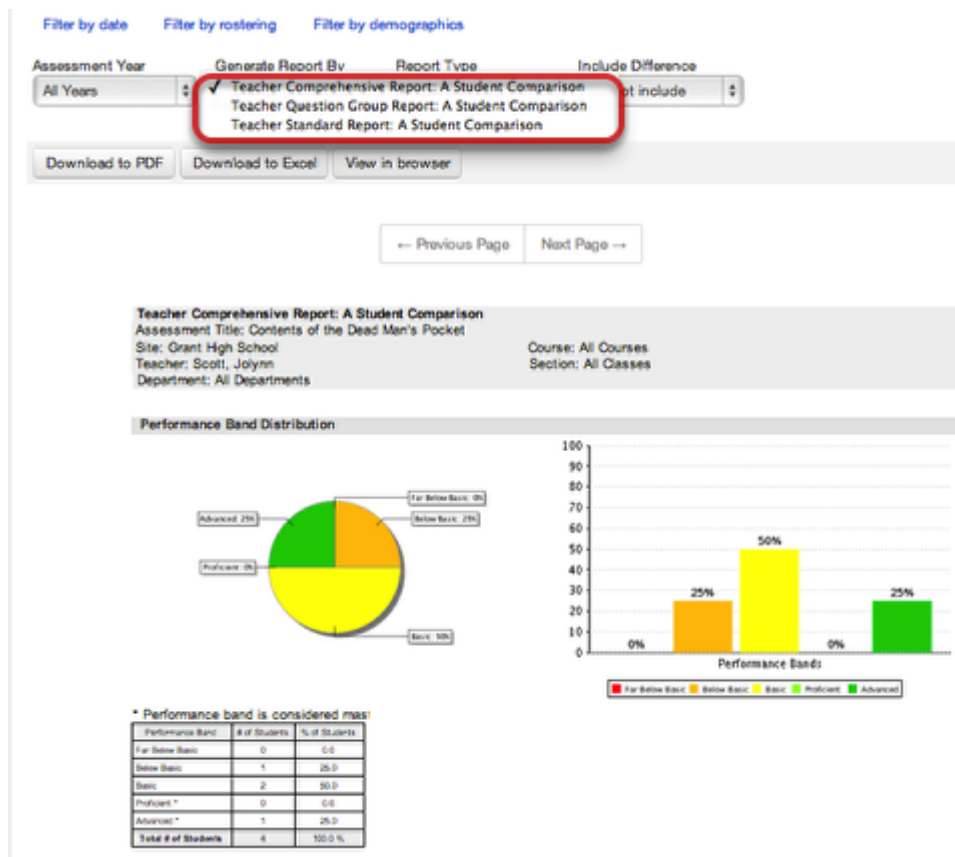 Filter by date Filter by rostering Filter by demographics
Assessment Year Generate Report By Report Type Include Difference
All Years ✓ Teacher Comprehensive Report: A Student Comparison ot include
Teacher Question Group Report: A Student Comparison
Teacher Standard Report: A Student Comparison
Download to PDF Download to Excel View in browser
← Previous Page Next Page →
Teacher Comprehensive Report: A Student Comparison
Assessment Title: Contents of the Dead Man's Pocket
Site: Grant High School Course: All Courses
Teacher: Scott, Jolynn Section: All Classes
Department: All Departments
Performance Band Distribution
Far Below Basic: 0%
Advanced: 25% Below Basic: 25%
Proficient: 0%
Basic: 50%
100
90
80
70
60
50 50%
40
30 25% 25%
20
10
0 0% 0%
Performance Bands
Far Below Basic Below Basic Basic Proficient Advanced
* Performance band is considered mast
Performance Band # of Students % of Students
Far Below Basic 0 0.0
Below Basic 1 25.0
Basic 2 50.0
Proficient * 0 0.0
Advanced * 1 25.0
Total # of Students 4 100.0 %